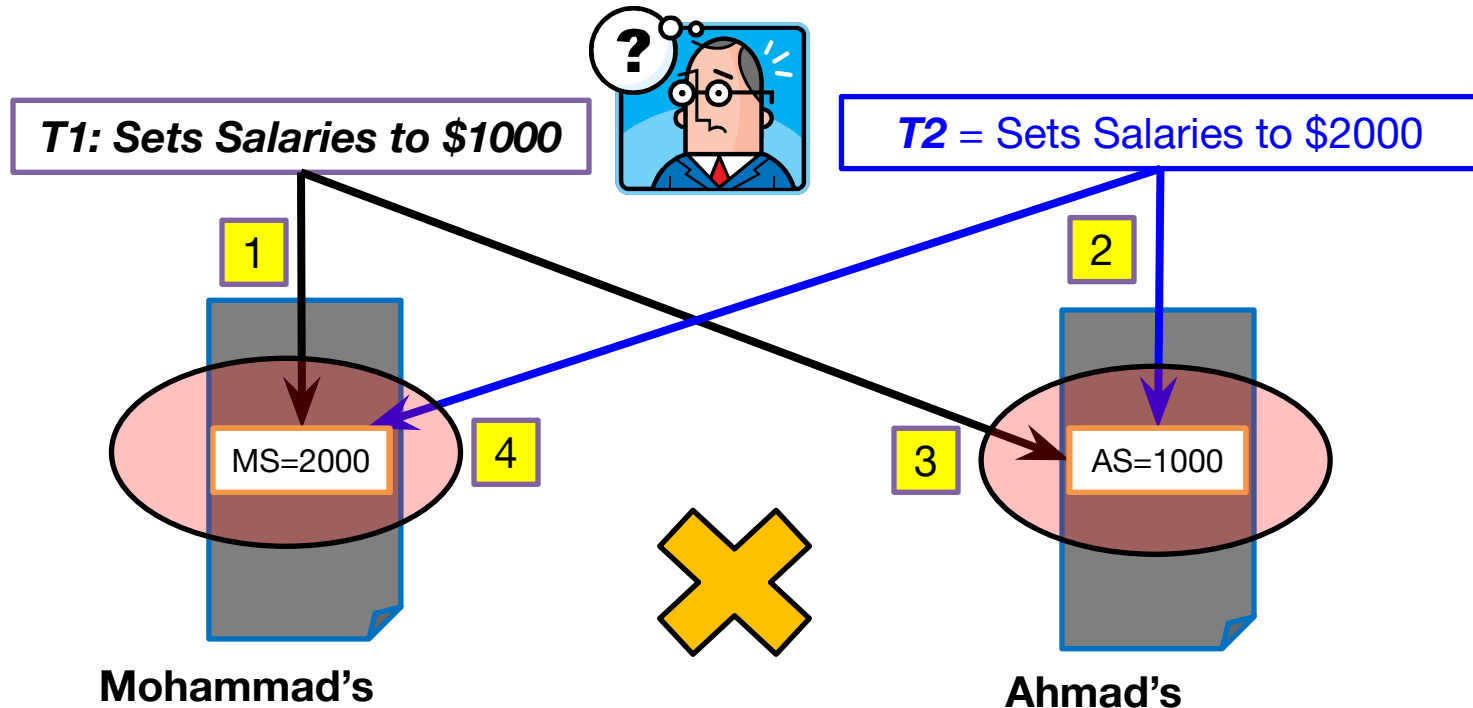 ?
T1: Sets Salaries to $1000
T2 = Sets Salaries to $2000
1
2
MS=2000
4
3
AS=1000
Mohammad's
Ahmad's